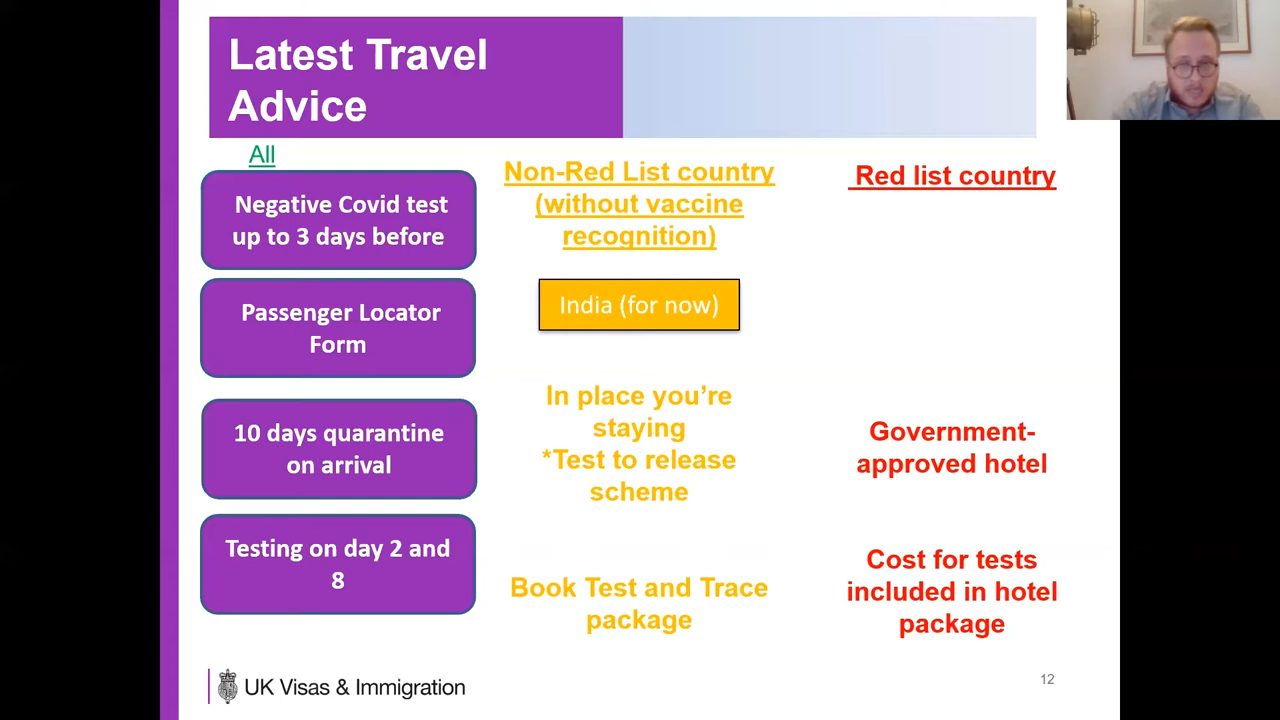 Latest Travel
Advice
All
Negative Covid test
up to 3 days before
Passenger Locator
Form
10 days quarantine
on arrival
Testing on day 2 and
8
Non-Red List country
(without vaccine
recognition)
India (for now)
In place you’re
staying
*Test to release
scheme
Book Test and Trace
package
Red list country
Government-
approved hotel
Cost for tests
included in hotel
package
UK Visas & Immigration
12